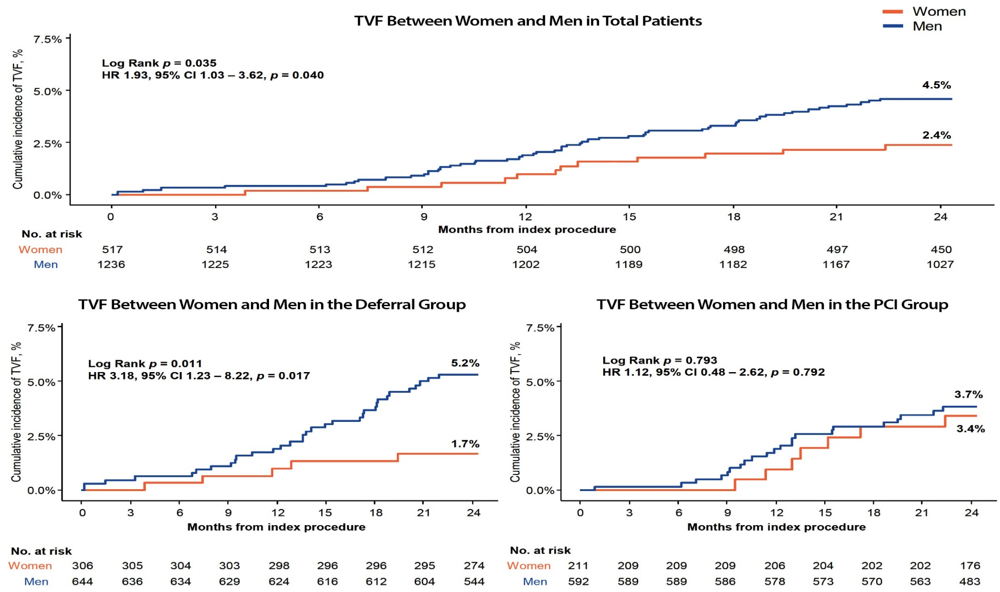 TVF Between Women and Men in Total Patients
Women
Men
Cumulative incidence of TVF, %
7.5%
5.0%
2.5%
0.0%
Log Rank p = 0.035
HR 1.93, 95% CI 1.03 – 3.62, p = 0.040
4.5%
2.4%
0 3 6 9 12 15 18 21 24
Months from index procedure
No. at risk
Women 517 514 513 512 504 500 498 497 450
Men 1236 1225 1223 1215 1202 1189 1182 1167 1027
TVF Between Women and Men in the Deferral Group
Cumulative incidence of TVF, %
7.5%
5.0%
2.5%
0.0%
Log Rank p = 0.011
HR 3.18, 95% CI 1.23 – 8.22, p = 0.017
5.2%
1.7%
0 3 6 9 12 15 18 21 24
Months from index procedure
No. at risk
Women 306 305 304 303 298 296 296 295 274
Men 644 636 634 629 624 616 612 604 544
TVF Between Women and Men in the PCI Group
Cumulative incidence of TVF, %
7.5%
5.0%
2.5%
0.0%
Log Rank p = 0.793
HR 1.12, 95% CI 0.48 – 2.62, p = 0.792
3.7%
3.4%
0 3 6 9 12 15 18 21 24
Months from index procedure
No. at risk
Women 211 209 209 209 206 204 202 202 176
Men 592 589 589 586 578 573 570 563 483